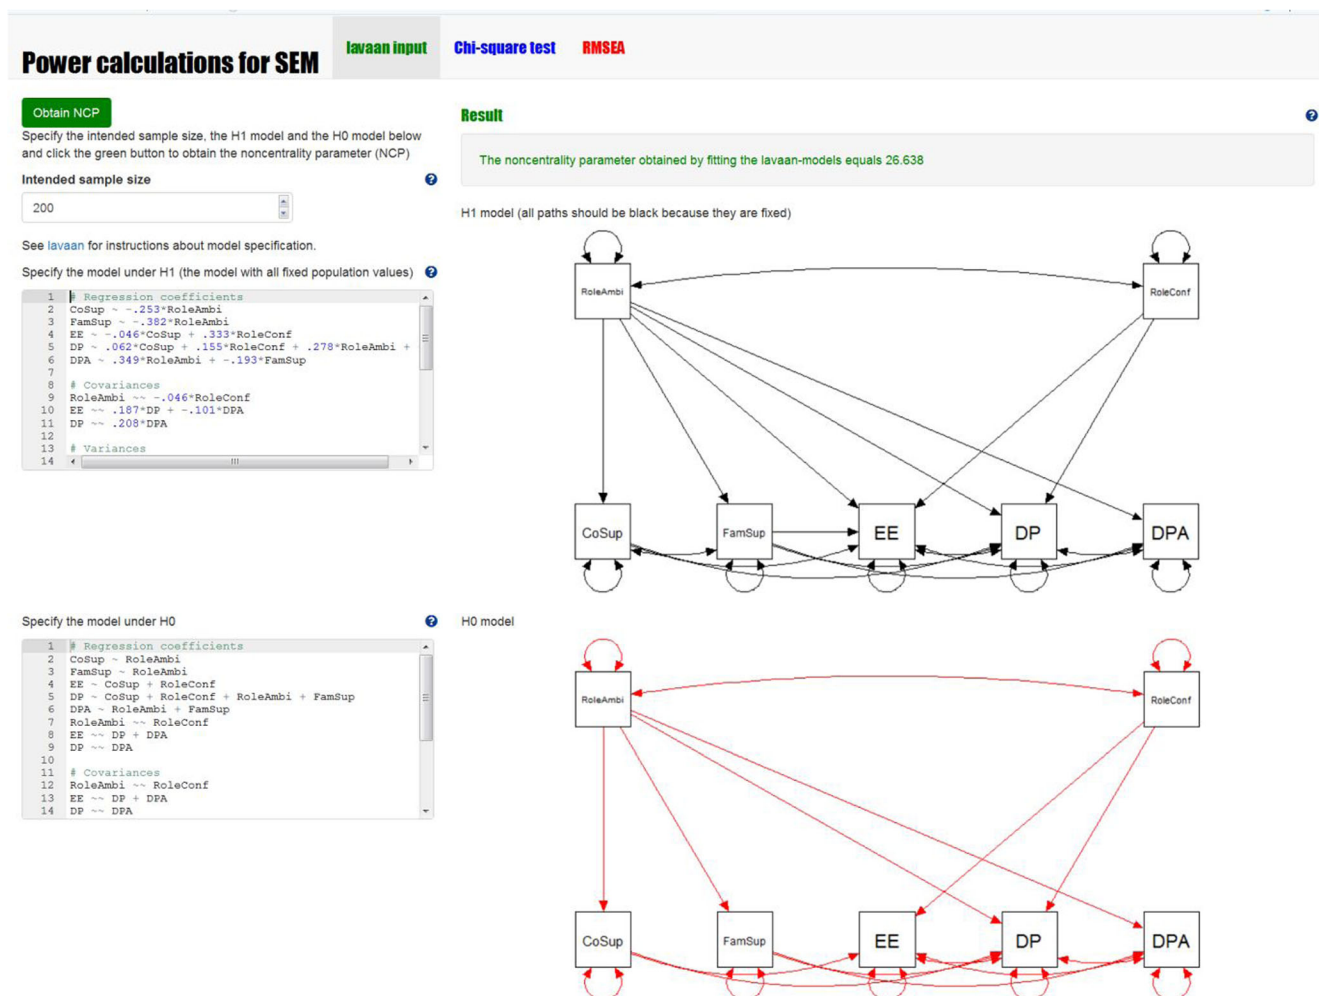 Power calculations for SEM
lavaan input
Chi-square test
RMSEA
Obtain NCP
Specify the intended sample size, the H1 model and the H0 model below
and click the green button to obtain the noncentrality parameter (NCP)
Intended sample size
200
See lavaan for instructions about model specification.
Specify the model under H1 (the model with all fixed population values)
1 # Regression coefficients
2 CoSup ~ -.253*RoleAmbi
3 FamSup ~ -.382*RoleAmbi
4 EE ~ -.046*CoSup + .333*RoleConf
5 DP ~ .062*CoSup + .155*RoleConf + .278*RoleAmbi +
6 DPA ~ .349*RoleAmbi + -.193*FamSup
7
8 # Covariances
9 RoleAmbi ~~ -.046*RoleConf
10 EE ~~ .187*DP + -.101*DPA
11 DP ~~ .208*DPA
12
13 # Variances
14
Result
The noncentrality parameter obtained by fitting the lavaan-models equals 26.638
H1 model (all paths should be black because they are fixed)
RoleAmbi
RoleConf
CoSup
FamSup
EE
DP
DPA
Specify the model under H0
1 # Regression coefficients
2 CoSup ~ RoleAmbi
3 FamSup ~ RoleAmbi
4 EE ~ CoSup + RoleConf
5 DP ~ CoSup + RoleConf + RoleAmbi + FamSup
6 DPA ~ RoleAmbi + FamSup
7 RoleAmbi ~~ RoleConf
8 EE ~~ DP + DPA
9 DP ~~ DPA
10
11 # Covariances
12 RoleAmbi ~~ RoleConf
13 EE ~~ DP + DPA
14 DP ~~ DPA
H0 model
RoleAmbi
RoleConf
CoSup
FamSup
EE
DP
DPA